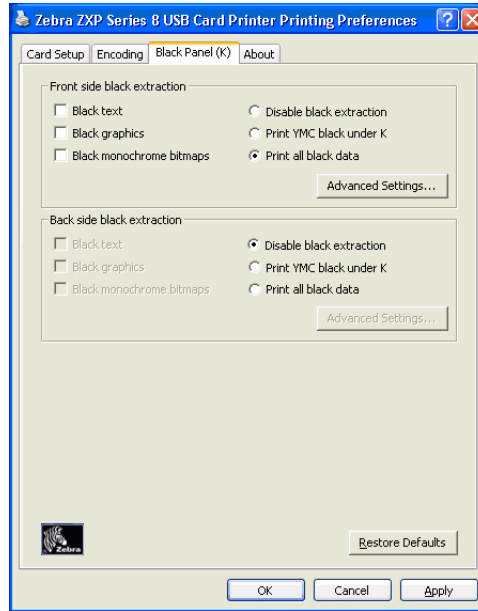 Zebra ZXP Series 8 USB Card Printer Printing Preferences
Card Setup Encoding Black Panel (K) About
Front side black extraction
Black text Disable black extraction
Black graphics Print YMC black under K
Black monochrome bitmaps Print all black data
Advanced Settings...
Back side black extraction
Black text Disable black extraction
Black graphics Print YMC black under K
Black monochrome bitmaps Print all black data
Advanced Settings...
Zebra Restore Defaults
OK Cancel Apply